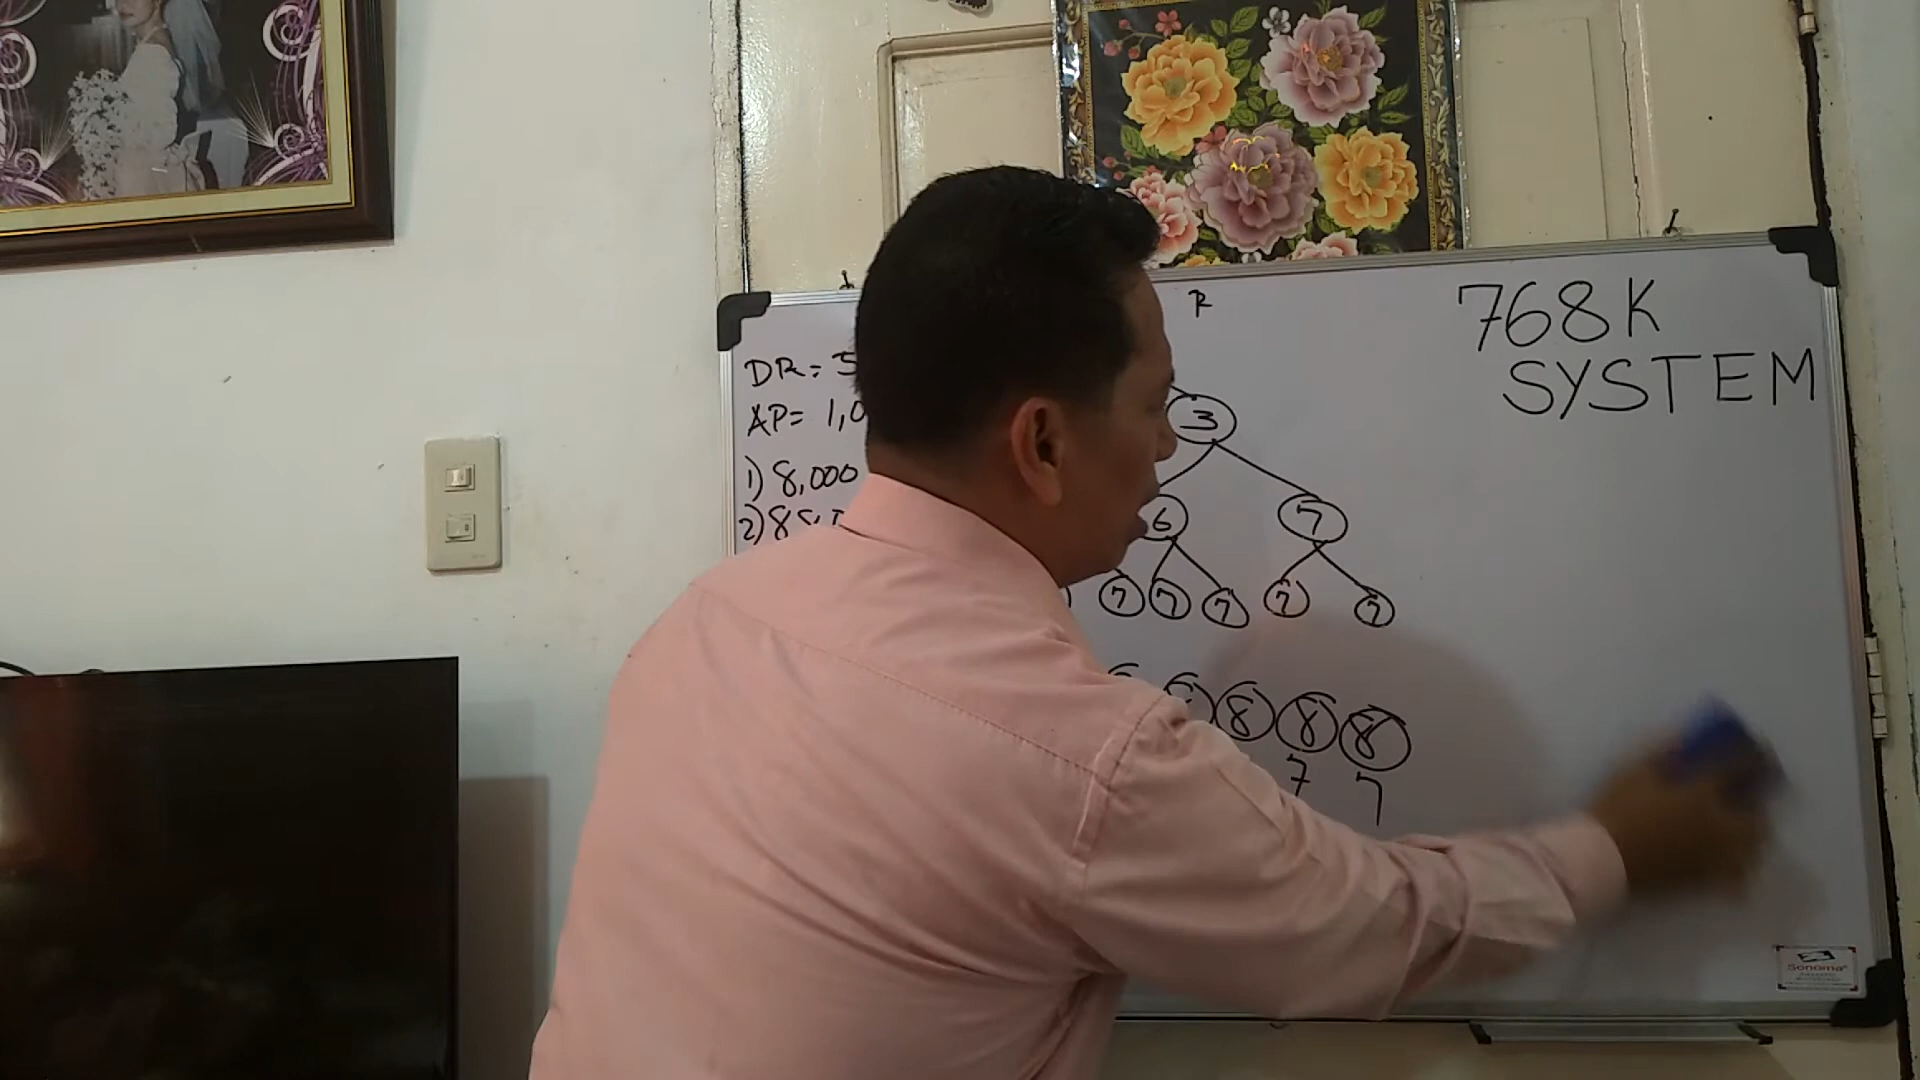 R
768K
SYSTEM
DR=
AP= 1,0
1) 8,000
2)
3
6 7
7 7 7 7 7
8 8 8
7 7
Sonoma